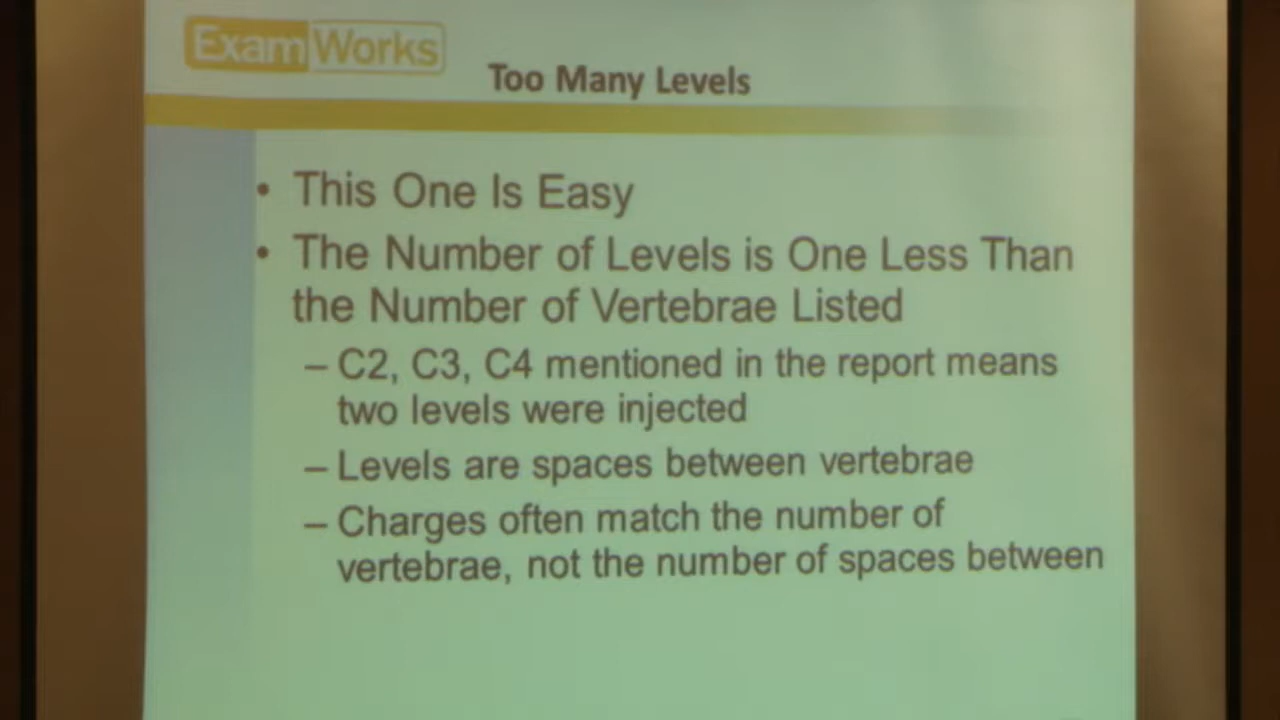 ExamWorks
Too Many Levels
• This One Is Easy
• The Number of Levels is One Less Than
the Number of Vertebrae Listed
– C2, C3, C4 mentioned in the report means
two levels were injected
– Levels are spaces between vertebrae
– Charges often match the number of
vertebrae, not the number of spaces between